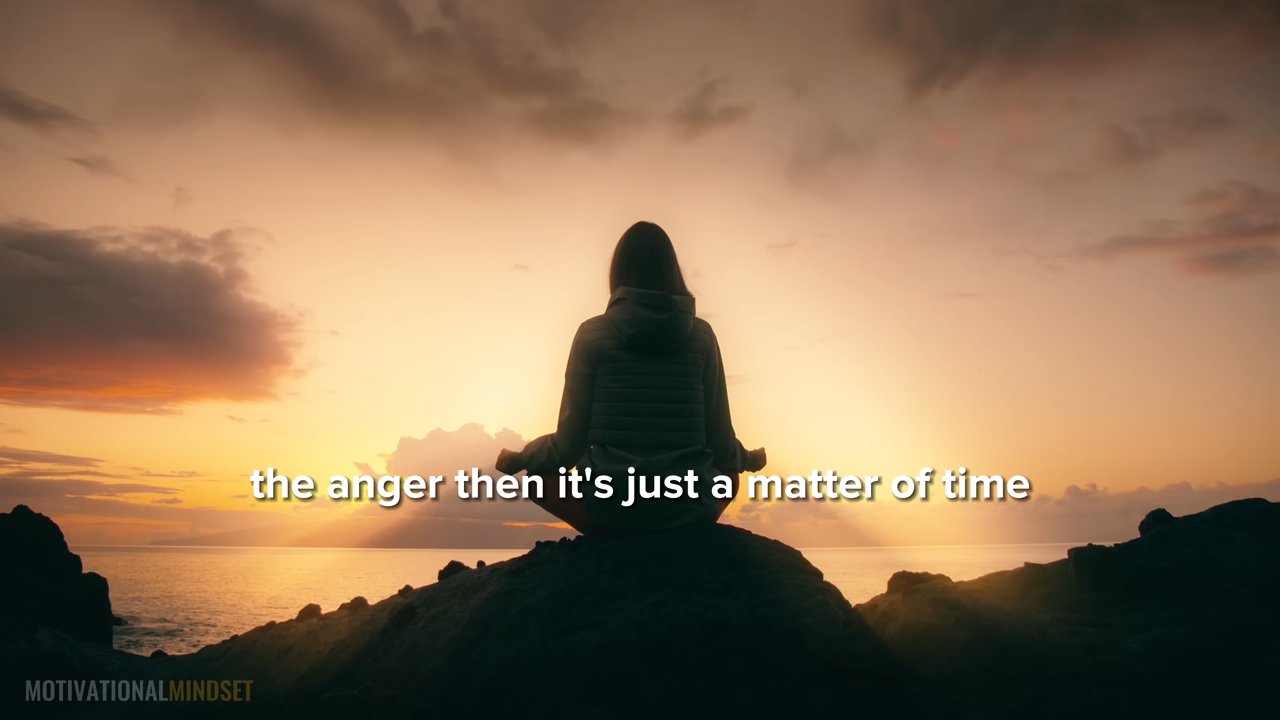 the anger then it's just a matter of time
MOTIVATIONALMINDSET